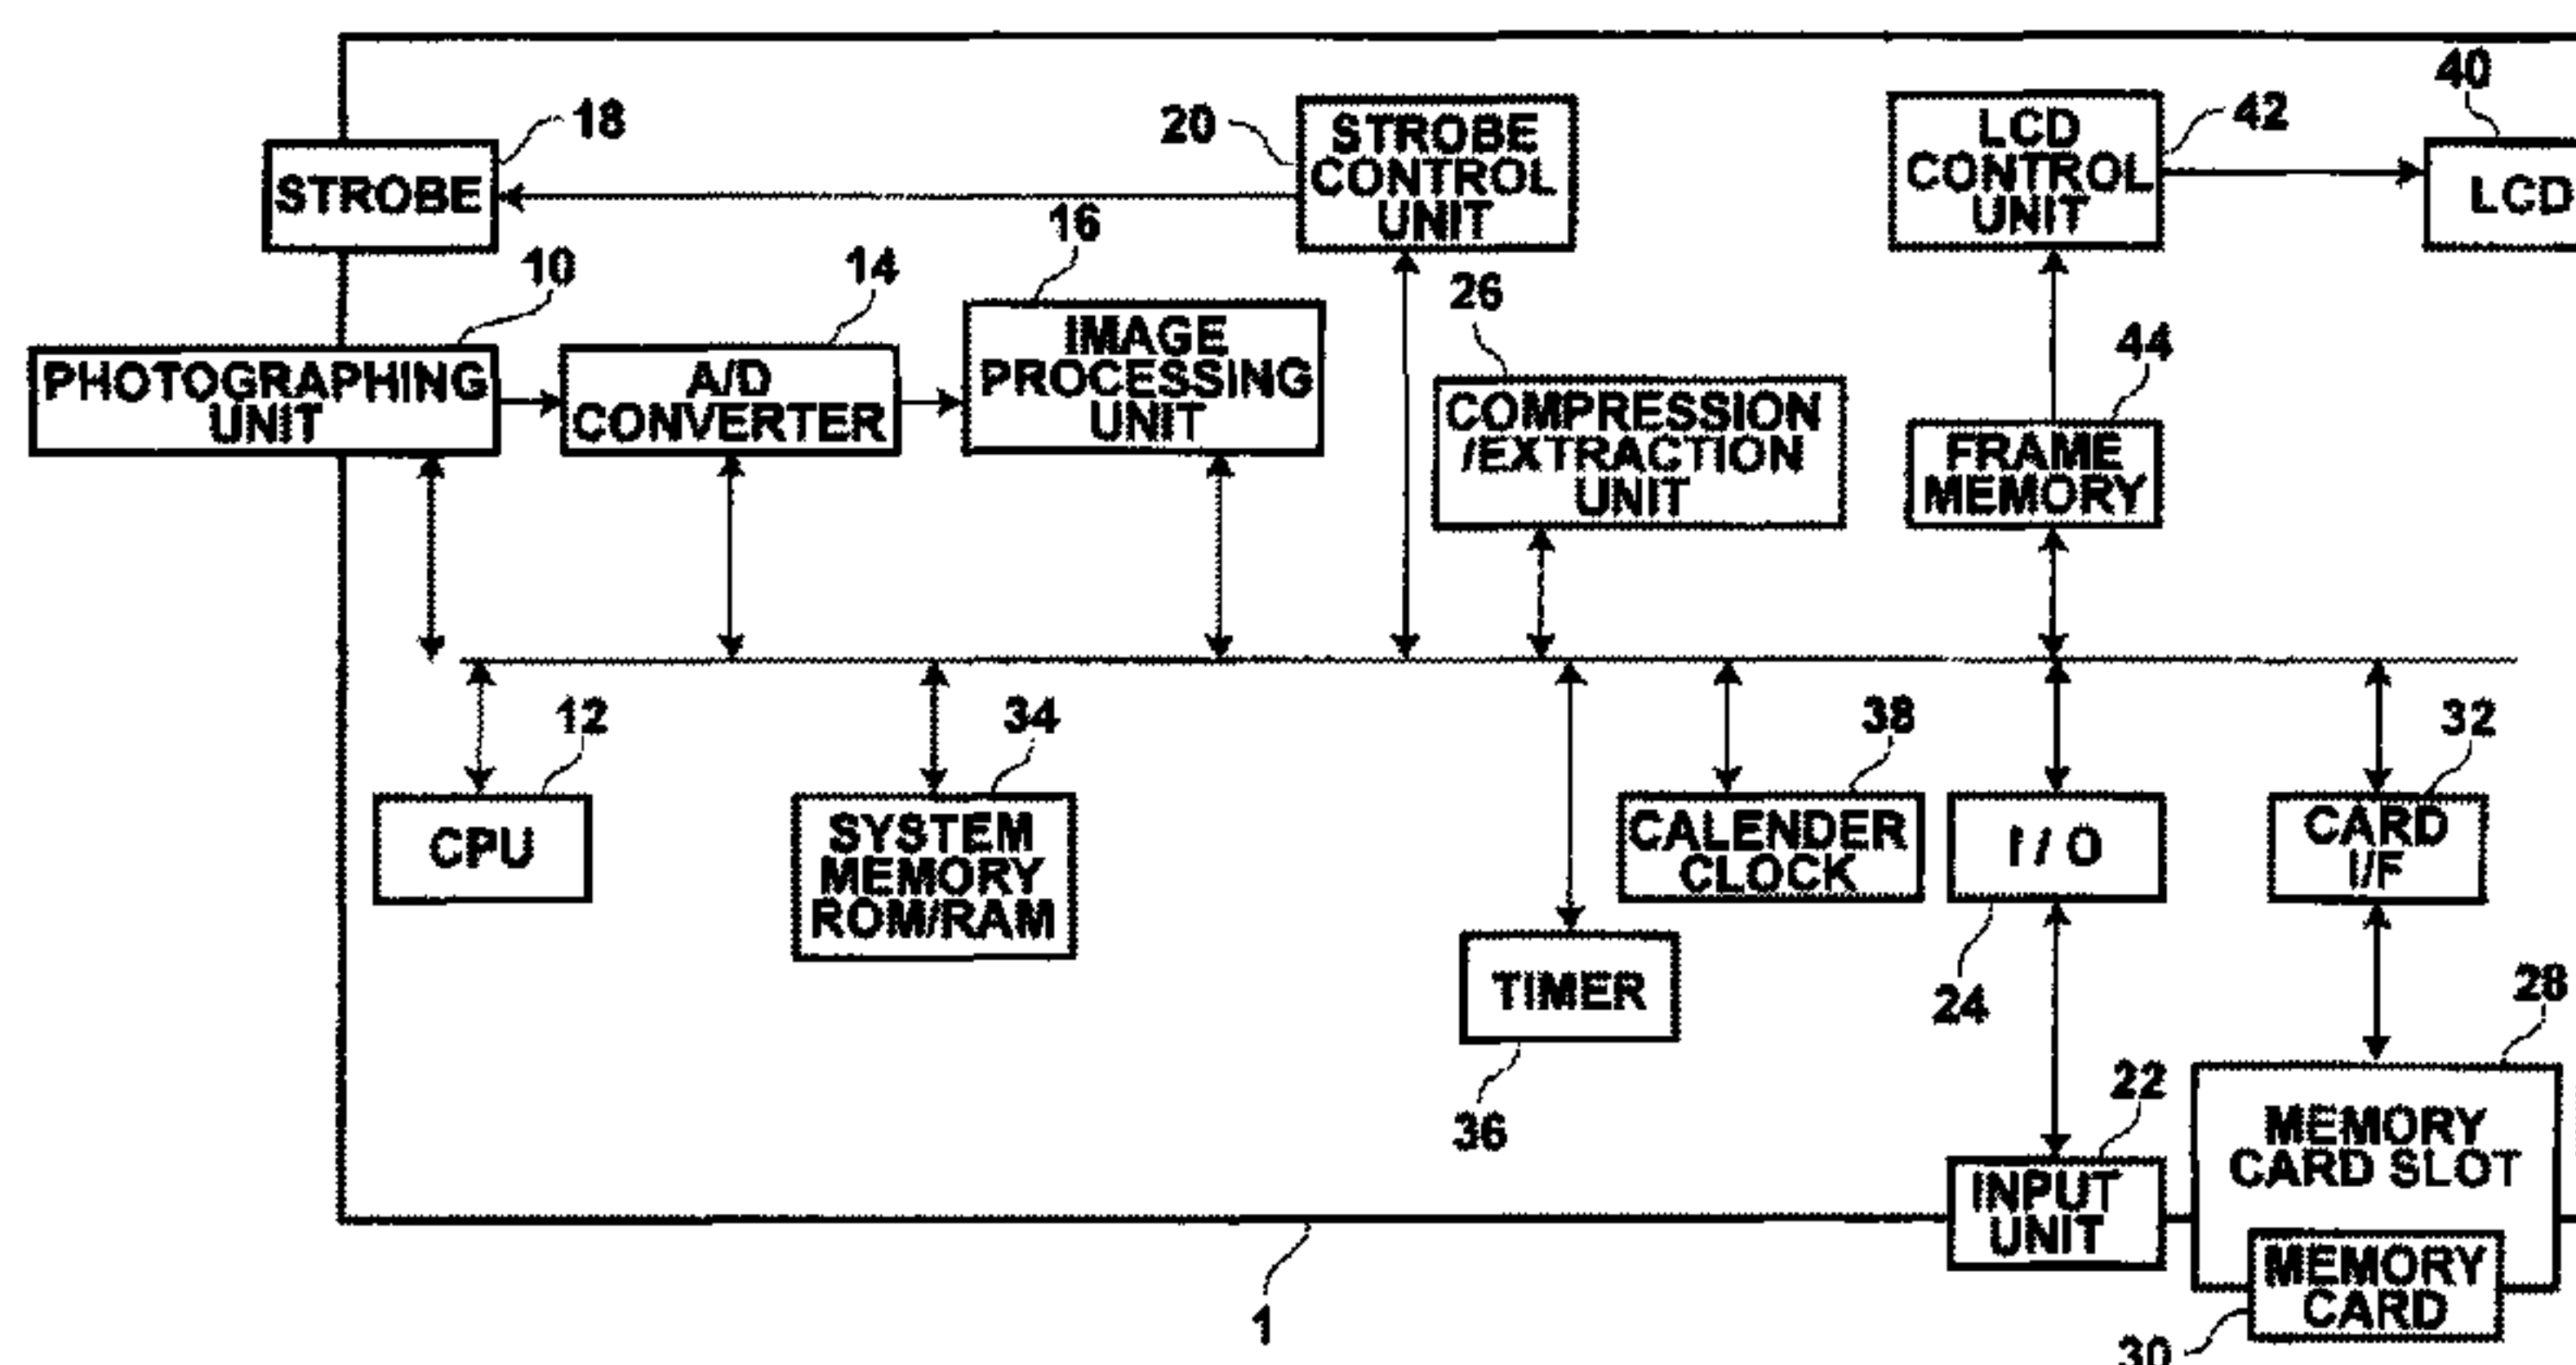 40
18
20
STROBE
CONTROL
UNIT
LCD
CONTROL
UNIT
42
STROBE
LCD
16
10
14
26
IMAGE
PROCESSING
UNIT
44
PHOTOGRAPHING
UNIT
A/D
CONVERTER
COMPRESSION
/EXTRACTION
UNIT
FRAME
MEMORY
12
34
38
32
CPU
SYSTEM
MEMORY
ROM/RAM
CALENDER
CLOCK
I/O
CARD
I/F
TIMER
24
28
36
22
MEMORY
CARD SLOT
INPUT
UNIT
MEMORY
CARD
1
30